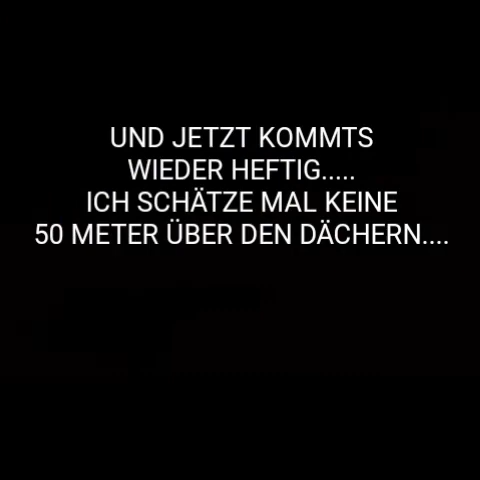 UND JETZT KOMMTS
WIEDER HEFTIG.....
ICH SCHÄTZE MAL KEINE
50 METER ÜBER DEN DÄCHERN....